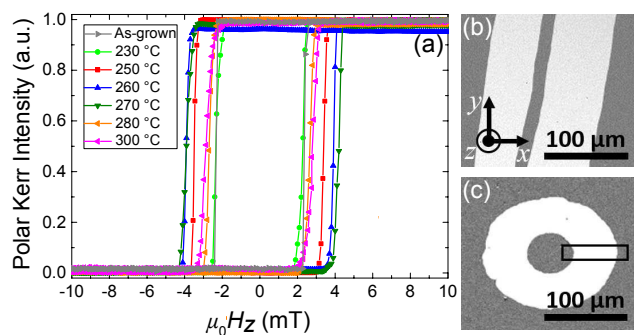 (a)
As-grown
230 °C
250 °C
260 °C
270 °C
280 °C
300 °C
Polar Kerr Intensity (a.u.)
1.0
0.8
0.6
0.4
0.2
0.0
-10 -8 -6 -4 -2 0 2 4 6 8 10
μ₀Hz (mT)
(b)
y
z x
100 μm
(c)
100 μm